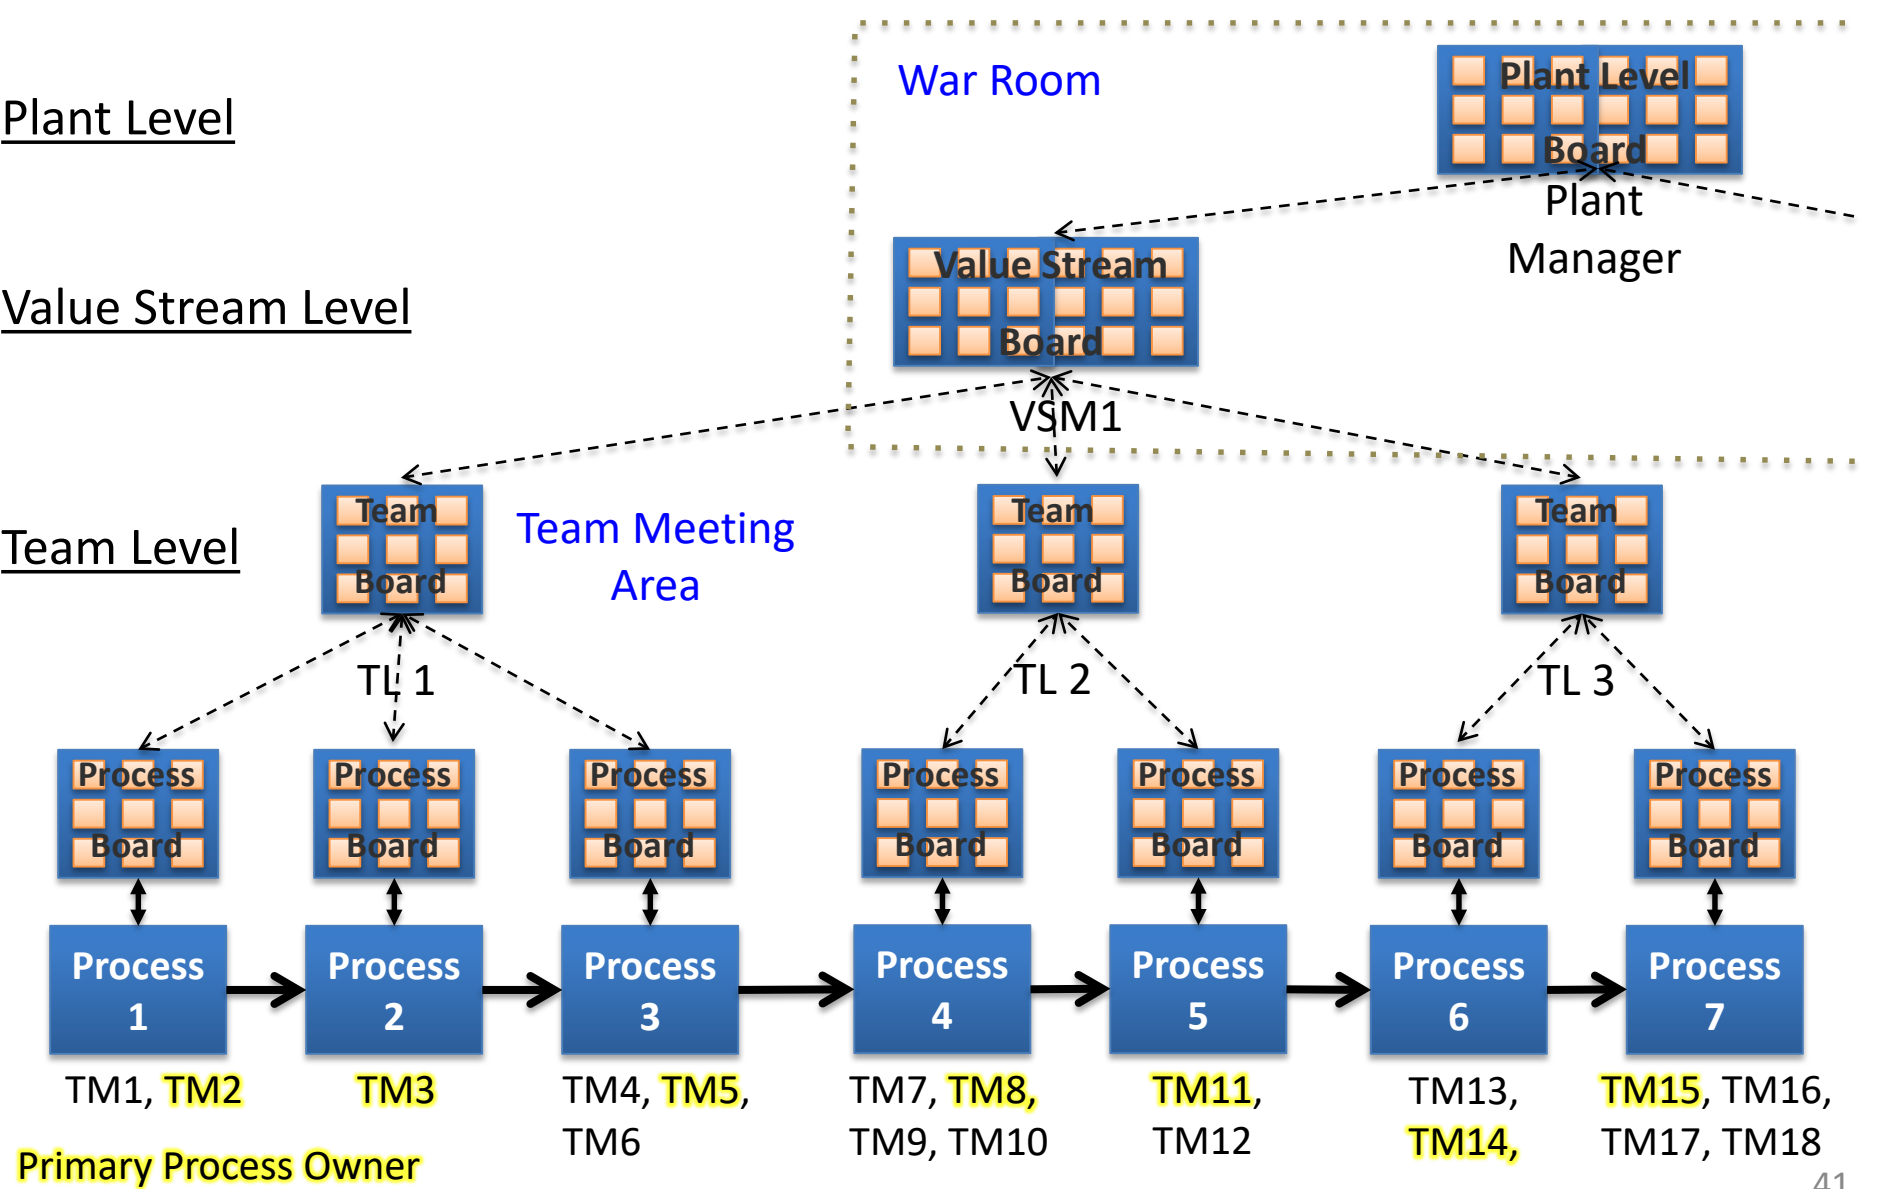 War Room
Plant Level
Board
Plant Level
Plant
Manager
Value Stream
Board
Value Stream Level
VSM1
Team
Board
Team Meeting
Area
Team
Board
Team
Board
Team Level
TL 1
TL 2
TL 3
Process
Board
Process
Board
Process
Board
Process
Board
Process
Board
Process
Board
Process
Board
Process
1
Process
2
Process
3
Process
4
Process
5
Process
6
Process
7
TM1, TM2
TM3
TM4, TM5,
TM6
TM7, TM8,
TM9, TM10
TM11,
TM12
TM13,
TM14,
TM15, TM16,
TM17, TM18
Primary Process Owner
41